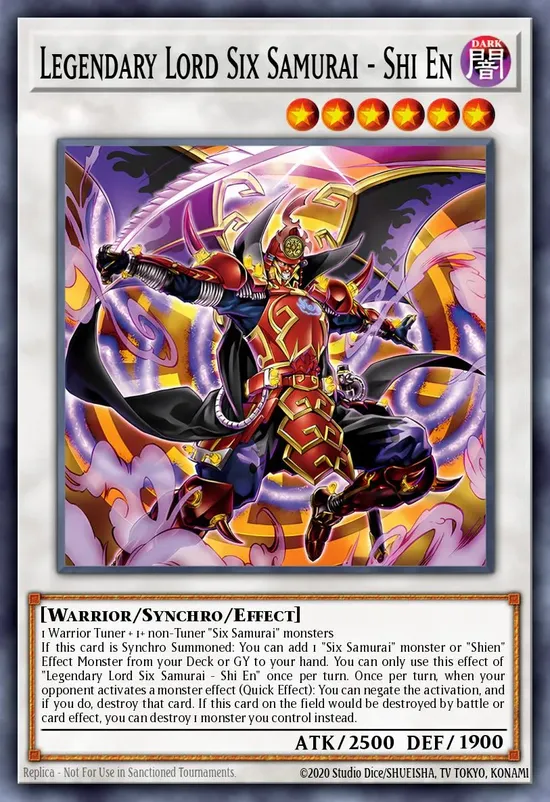 Legendary Lord Six Samurai - Shi En
DARK
闇
[Warrior/Synchro/Effect]
1 Warrior Tuner + 1+ non-Tuner "Six Samurai" monsters
If this card is Synchro Summoned: You can add 1 "Six Samurai" monster or "Shien"
Effect Monster from your Deck or GY to your hand. You can only use this effect of
"Legendary Lord Six Samurai - Shi En" once per turn. Once per turn, when your
opponent activates a monster effect (Quick Effect): You can negate the activation, and
if you do, destroy that card. If this card on the field would be destroyed by battle or
card effect, you can destroy 1 monster you control instead.
ATK/2500 DEF/1900
Replica - Not For Use in Sanctioned Tournaments.
©2020 Studio Dice/SHUEISHA, TV TOKYO, KONAMI